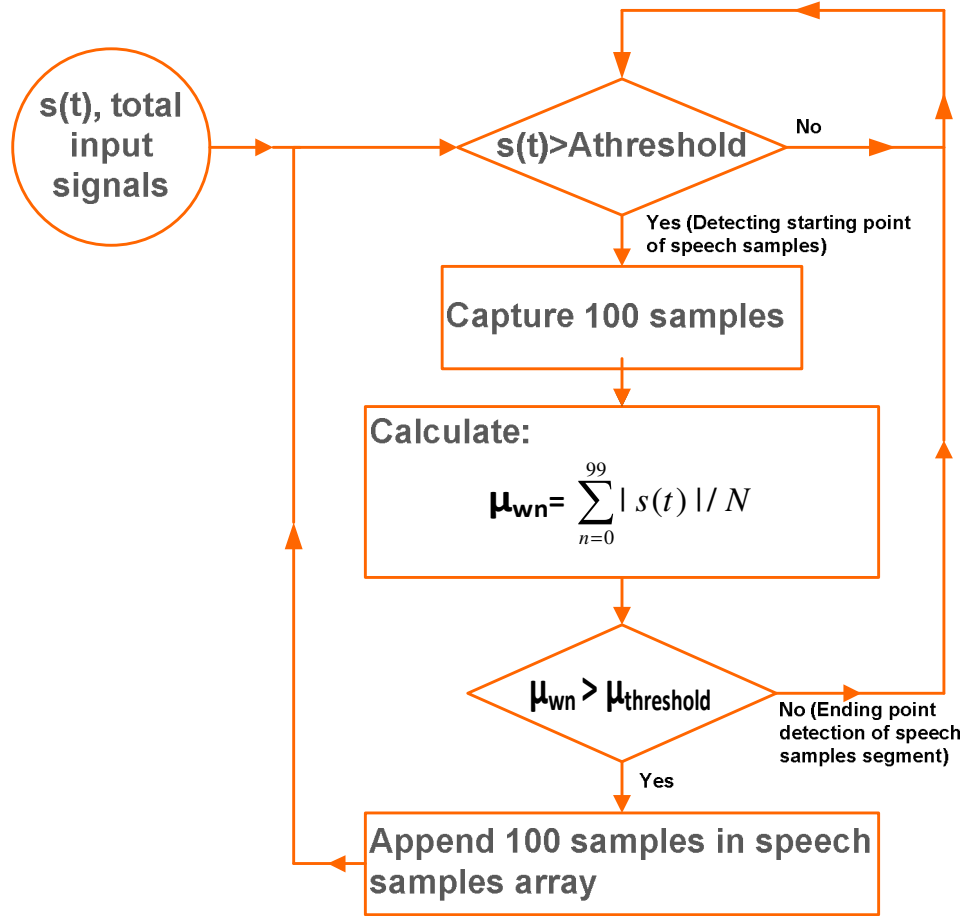 s(t), total
input
signals
s(t)>Athreshold
No
Yes (Detecting starting point
of speech samples)
Capture 100 samples
Calculate:
μwn= ∑_{n=0}^{99} | s(t) | / N
μwn > μthreshold
No (Ending point
detection of speech
samples segment)
Yes
Append 100 samples in speech
samples array